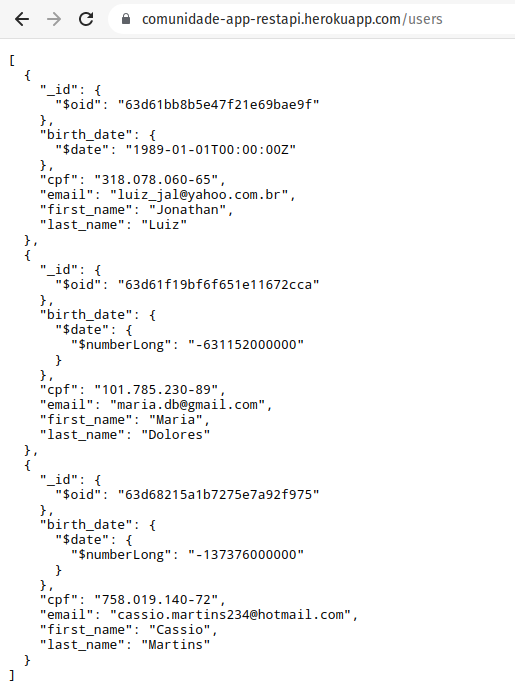 comunidade-app-restapi.herokuapp.com/users
[
  {
    "_id": {
      "$oid": "63d61bb8b5e47f21e69bae9f"
    },
    "birth_date": {
      "$date": "1989-01-01T00:00:00Z"
    },
    "cpf": "318.078.060-65",
    "email": "luiz_jal@yahoo.com.br",
    "first_name": "Jonathan",
    "last_name": "Luiz"
  },
  {
    "_id": {
      "$oid": "63d61f19bf6f651e11672cca"
    },
    "birth_date": {
      "$date": {
        "$numberLong": "-631152000000"
      }
    },
    "cpf": "101.785.230-89",
    "email": "maria.db@gmail.com",
    "first_name": "Maria",
    "last_name": "Dolores"
  },
  {
    "_id": {
      "$oid": "63d68215a1b7275e7a92f975"
    },
    "birth_date": {
      "$date": {
        "$numberLong": "-137376000000"
      }
    },
    "cpf": "758.019.140-72",
    "email": "cassio.martins234@hotmail.com",
    "first_name": "Cassio",
    "last_name": "Martins"
  }
]